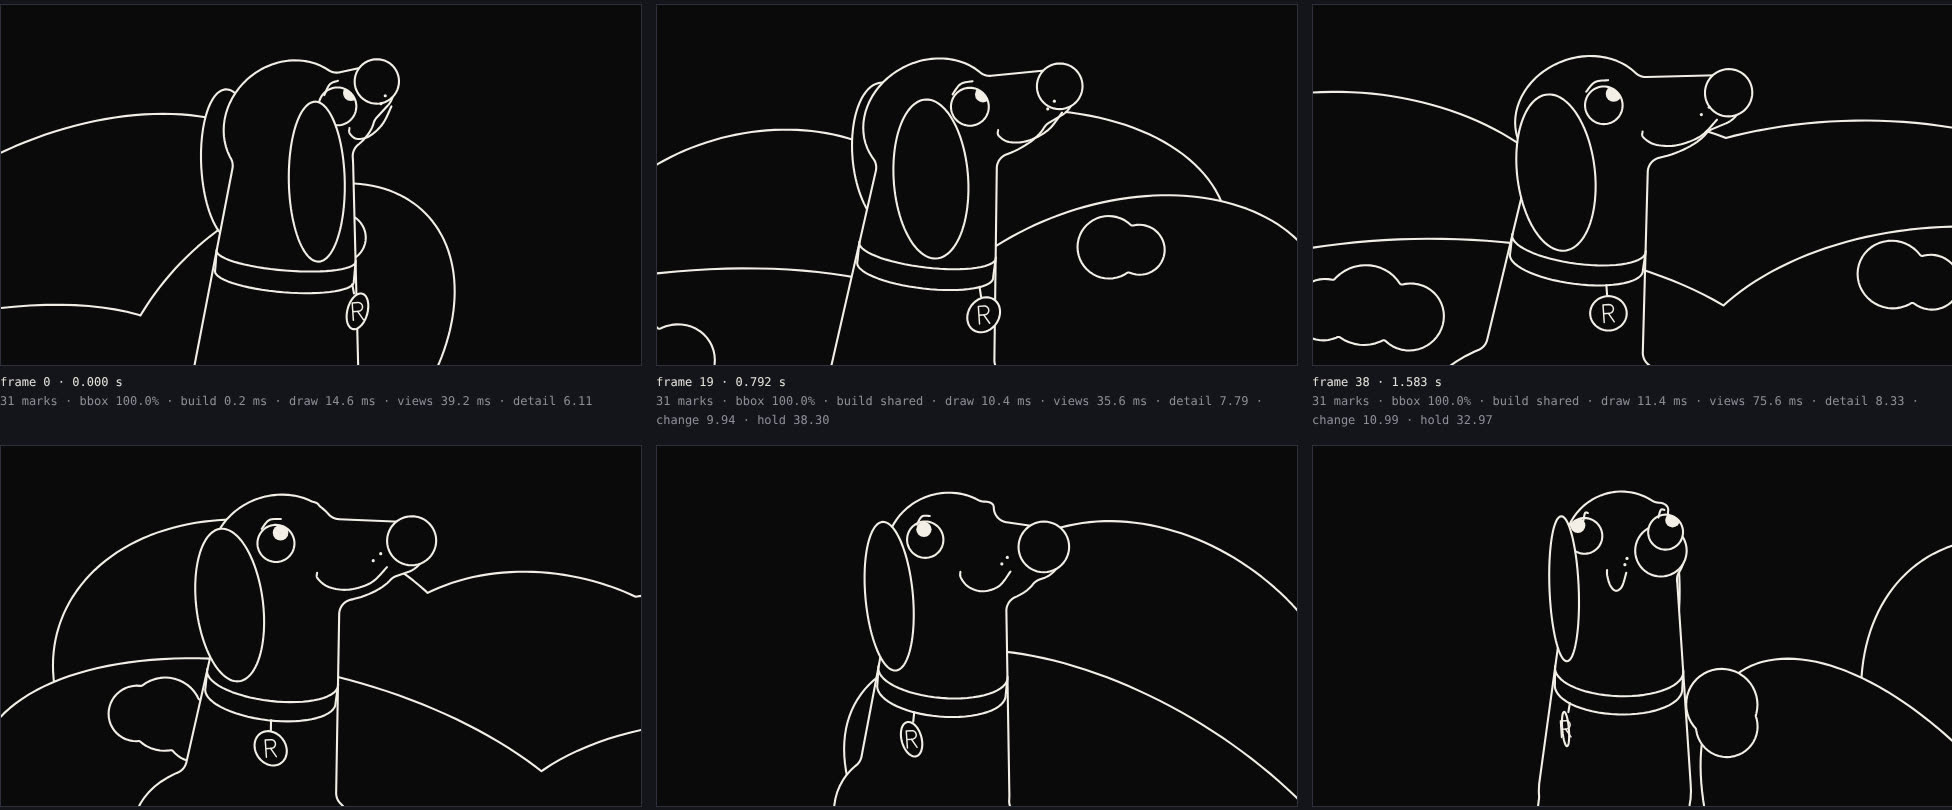 R
R
R
frame 0 · 0.000 s
31 marks · bbox 100.0% · build 0.2 ms · draw 14.6 ms · views 39.2 ms · detail 6.11
frame 19 · 0.792 s
31 marks · bbox 100.0% · build shared · draw 10.4 ms · views 35.6 ms · detail 7.79 ·
change 9.94 · hold 38.30
frame 38 · 1.583 s
31 marks · bbox 100.0% · build shared · draw 11.4 ms · views 75.6 ms · detail 8.33 ·
change 10.99 · hold 32.97
R
R
R